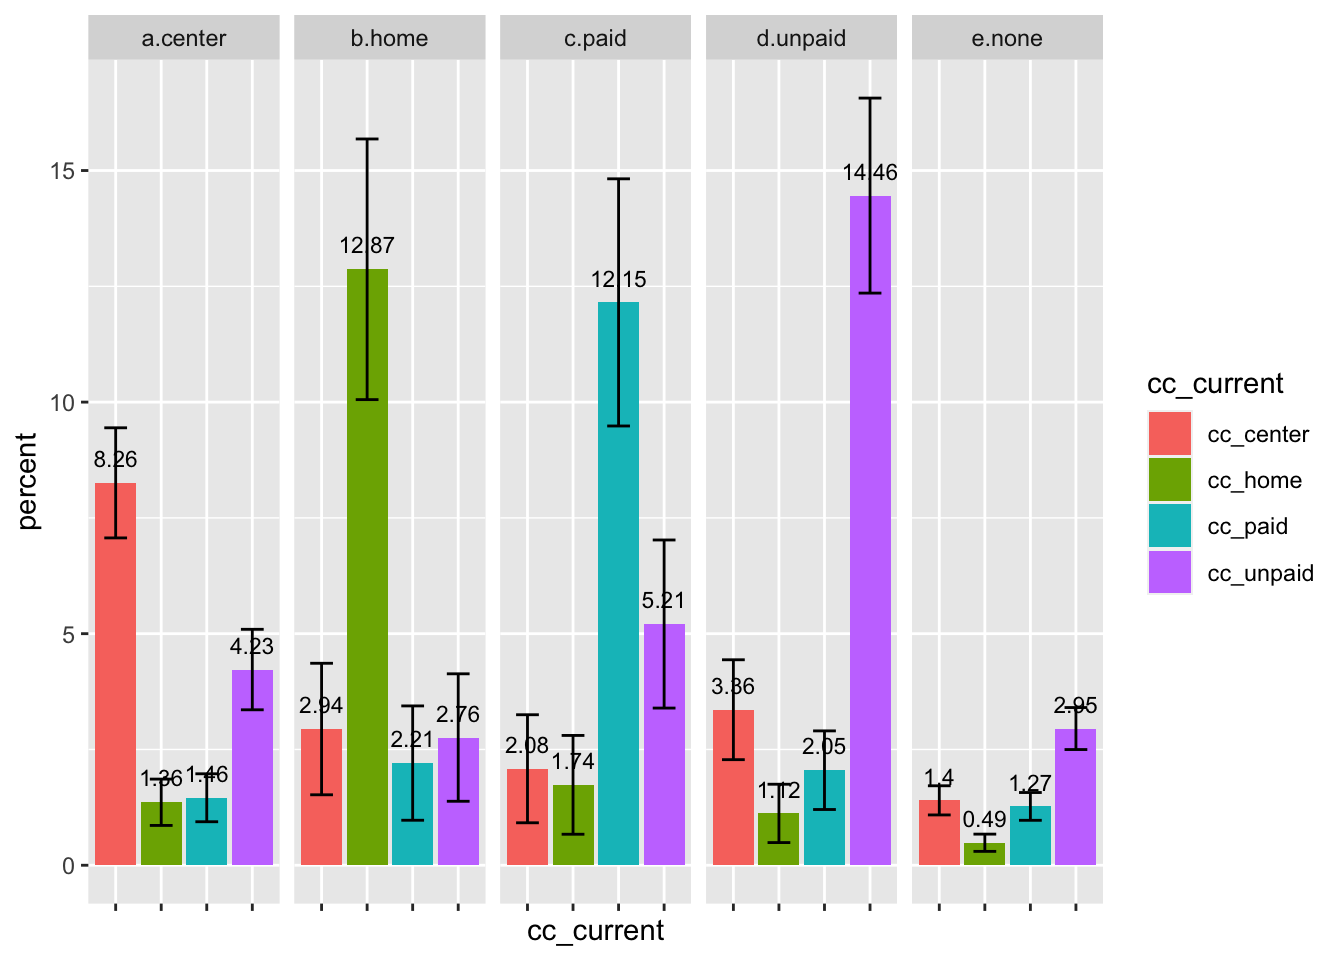 a.center
b.home
c.paid
d.unpaid
e.none
percent
15
10
5
0
8.26
1.36
1.46
4.23
2.94
12.87
2.21
2.76
2.08
1.74
12.15
5.21
3.36
1.12
2.05
14.46
1.4
0.49
1.27
2.95
cc_current
cc_current
cc_center
cc_home
cc_paid
cc_unpaid